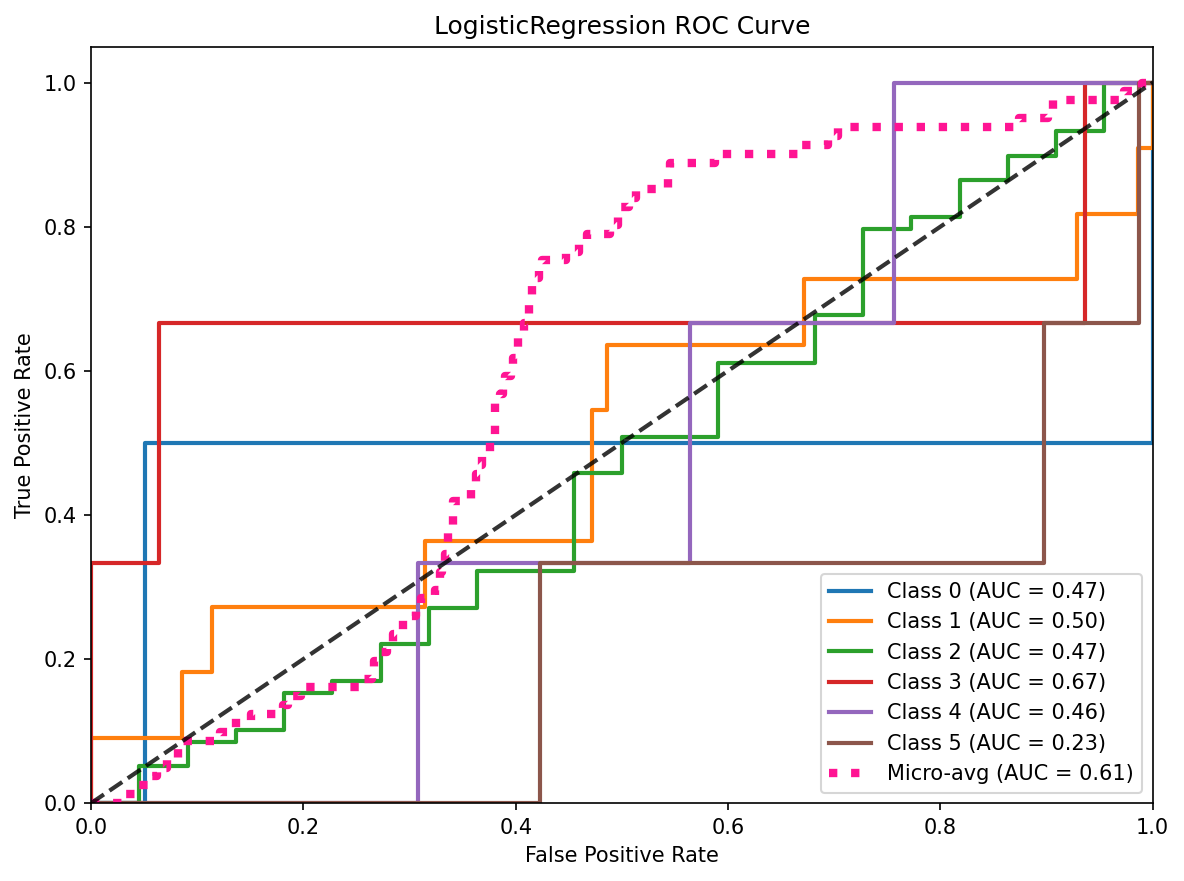 LogisticRegression ROC Curve
True Positive Rate
1.0
0.8
0.6
0.4
0.2
0.0
0.0 0.2 0.4 0.6 0.8 1.0
False Positive Rate
Class 0 (AUC = 0.47)
Class 1 (AUC = 0.50)
Class 2 (AUC = 0.47)
Class 3 (AUC = 0.67)
Class 4 (AUC = 0.46)
Class 5 (AUC = 0.23)
Micro-avg (AUC = 0.61)